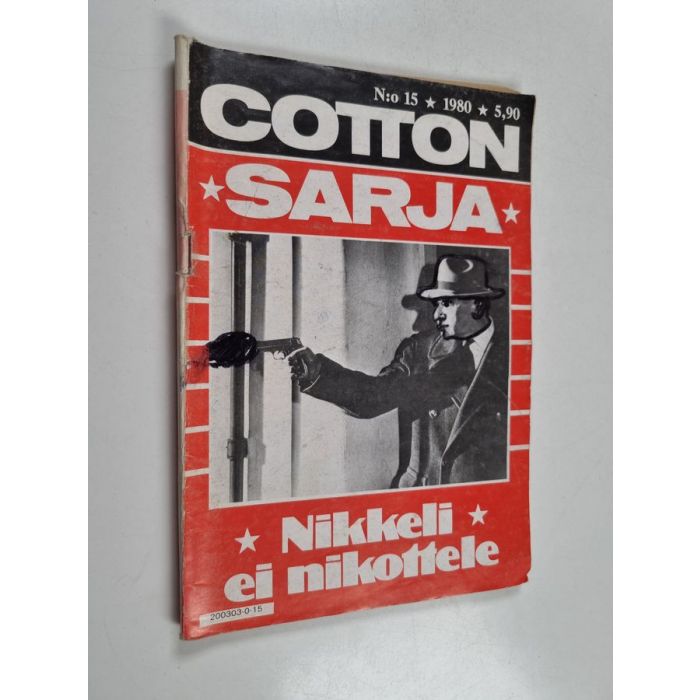 N:o 15 ★ 1980 ★ 5,90
COTTON
★ SARJA ★
★ Nikkeli ★
ei nikottele
200303-0-15